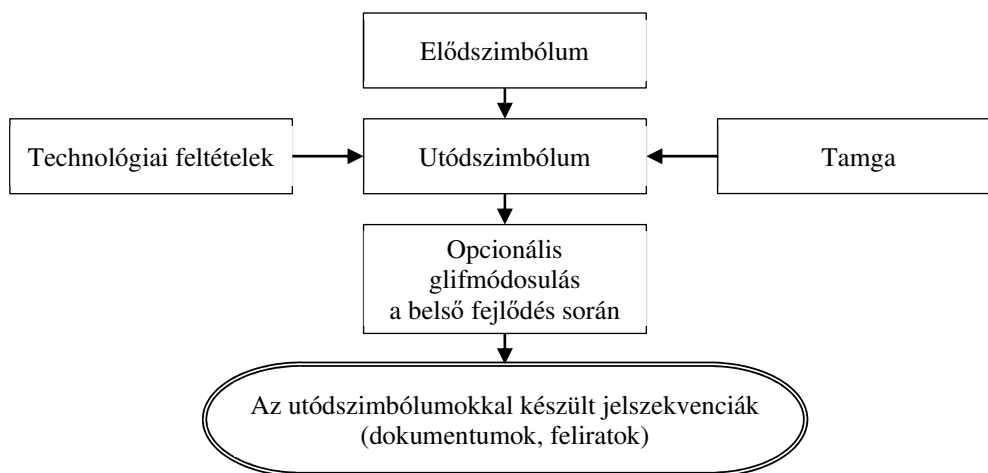 Elődszimbólum
Technológiai feltételek
Utódszimbólum
Tamga
Opcionális
glifmódosulás
a belső fejlődés során
Az utódszimbólumokkal készült jelszekvenciák
(dokumentumok, feliratok)